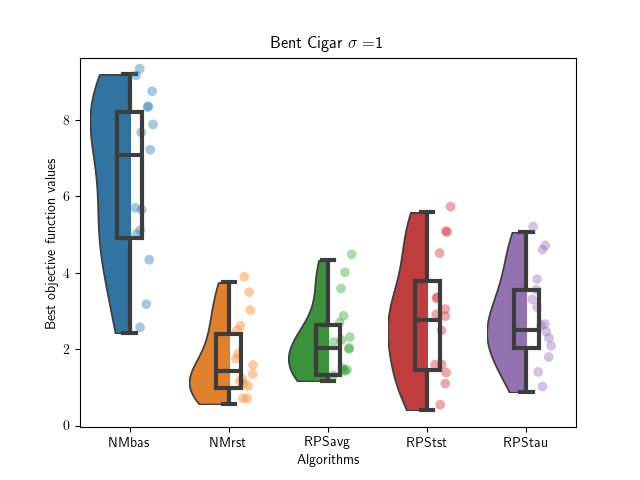 Bent Cigar σ =1
Best objective function values
8
6
4
2
0
NMbas NMrst RPSavg RPStst RPStau
Algorithms